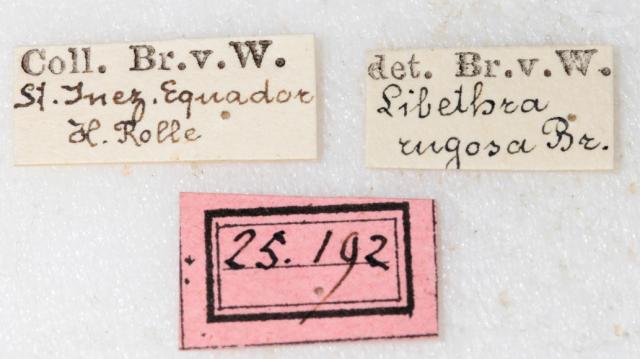 Coll. Br.v.W.
St. Inez. Equador
H. Rolle
det. Br.v.W.
Libethra
rugosa Br.
25.192